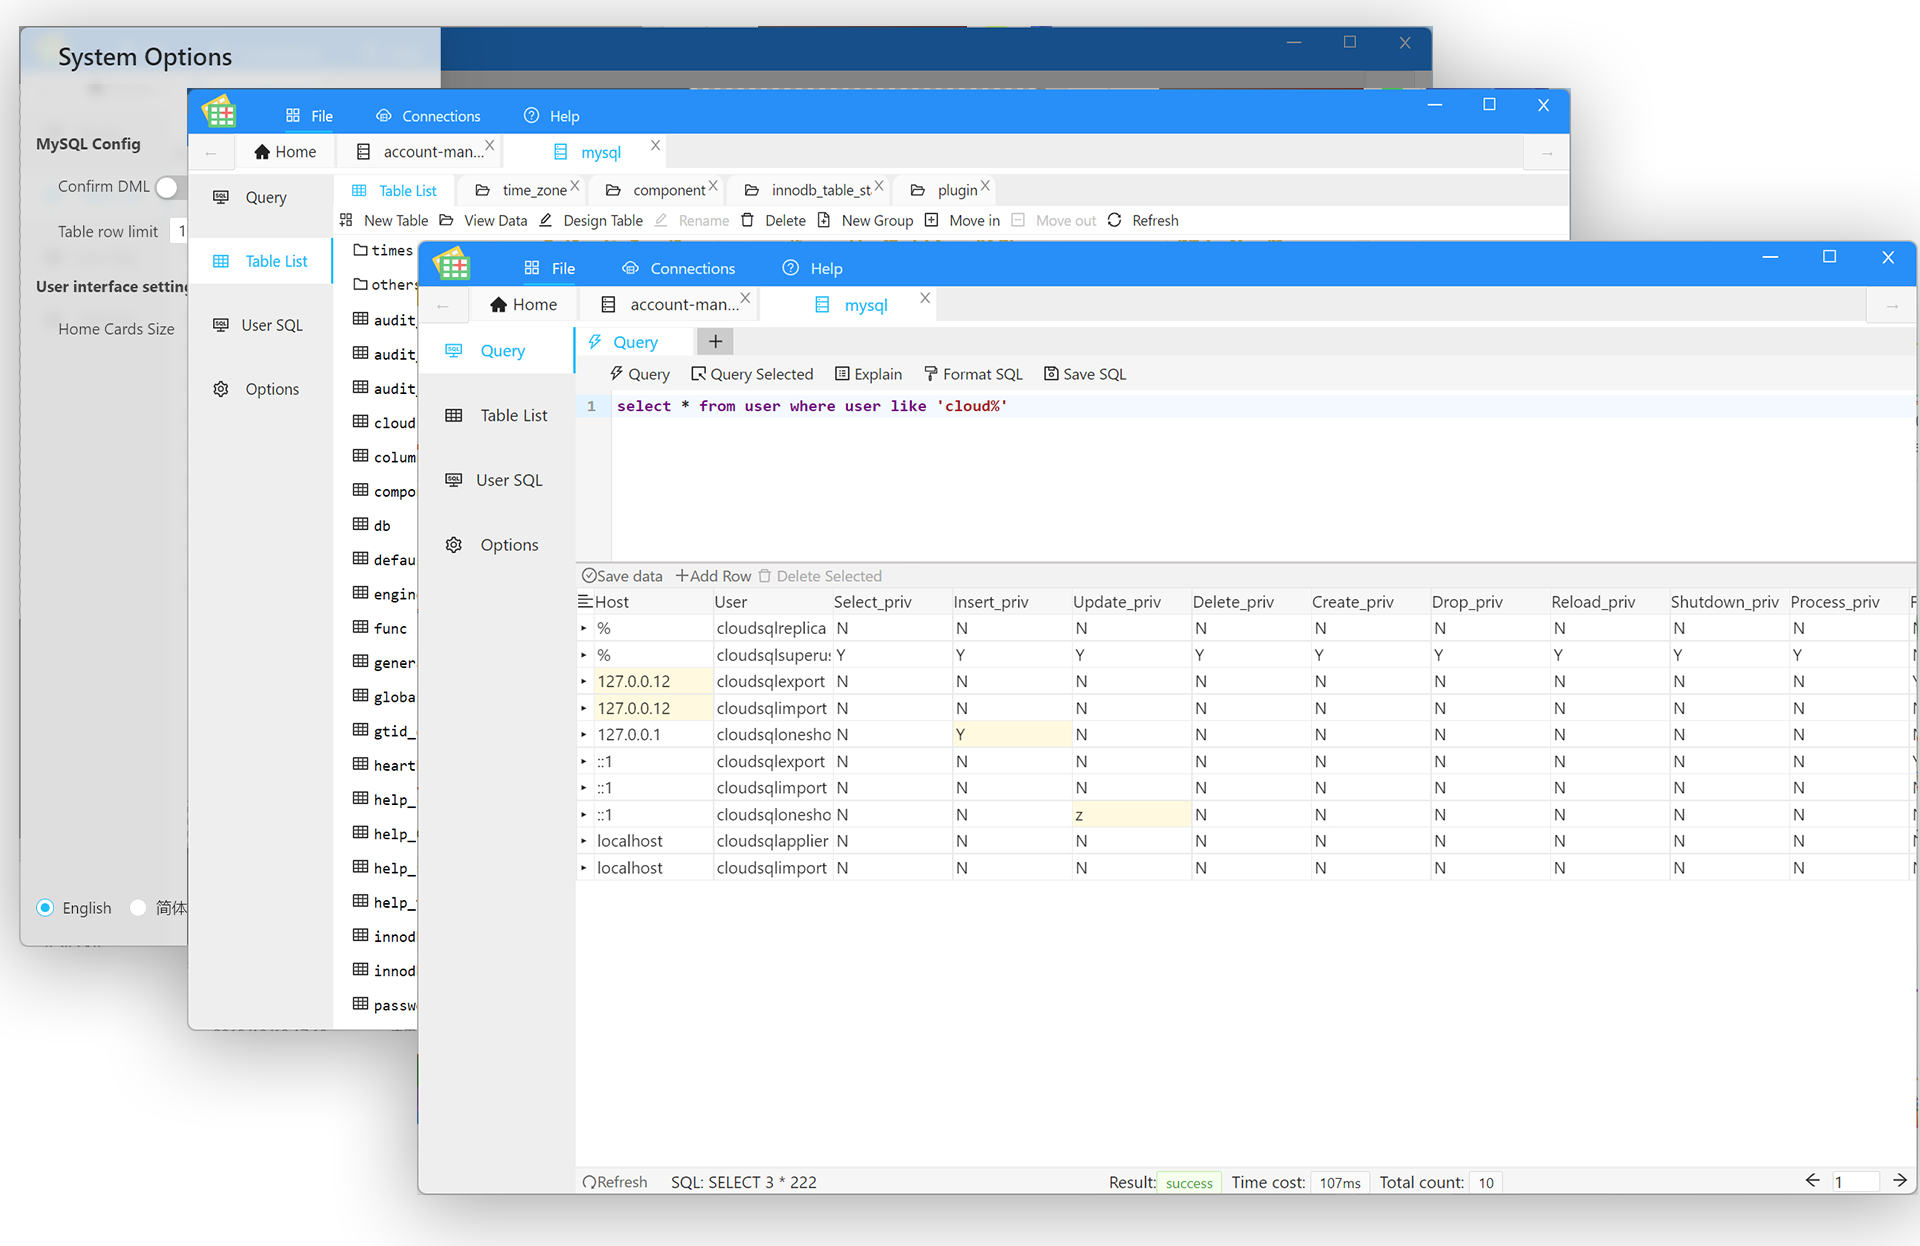 System Options
MySQL Config
Confirm DML
Table row limit 1
User interface setting
Home Cards Size
English 简体
File Connections Help
Home account-man... X mysql X
Query
Table List
User SQL
Options
Table List time_zone X component X innodb_table_st X plugin X
New Table View Data Design Table Rename Delete New Group Move in Move out Refresh
times
others
audit_
audit_
audit_
cloud
colum
compo
db
defau
engin
func
gener
globa
gtid_
heart
help_
help_
help_
help_
innod
innod
passw
File Connections Help
Home account-man... X mysql X
Query
Table List
User SQL
Options
Query +
Query Query Selected Explain Format SQL Save SQL
1 select * from user where user like 'cloud%'
Save data +Add Row Delete Selected
Host User Select_priv Insert_priv Update_priv Delete_priv Create_priv Drop_priv Reload_priv Shutdown_priv Process_priv
% cloudsqlreplica N N N N N N N N N
% cloudsqlsuperus Y Y Y Y Y Y Y Y Y
127.0.0.12 cloudsqlexport N N N N N N N N N
127.0.0.12 cloudsqlimport N N N N N N N N N
127.0.0.1 cloudsqlonesho N Y N N N N N N N
::1 cloudsqlexport N N N N N N N N N
::1 cloudsqlimport N N N N N N N N N
::1 cloudsqlonesho N N z N N N N N N
localhost cloudsqlapplier N N N N N N N N N
localhost cloudsqlimport N N N N N N N N N
Refresh SQL: SELECT 3 * 222 Result: success Time cost: 107ms Total count: 10 1